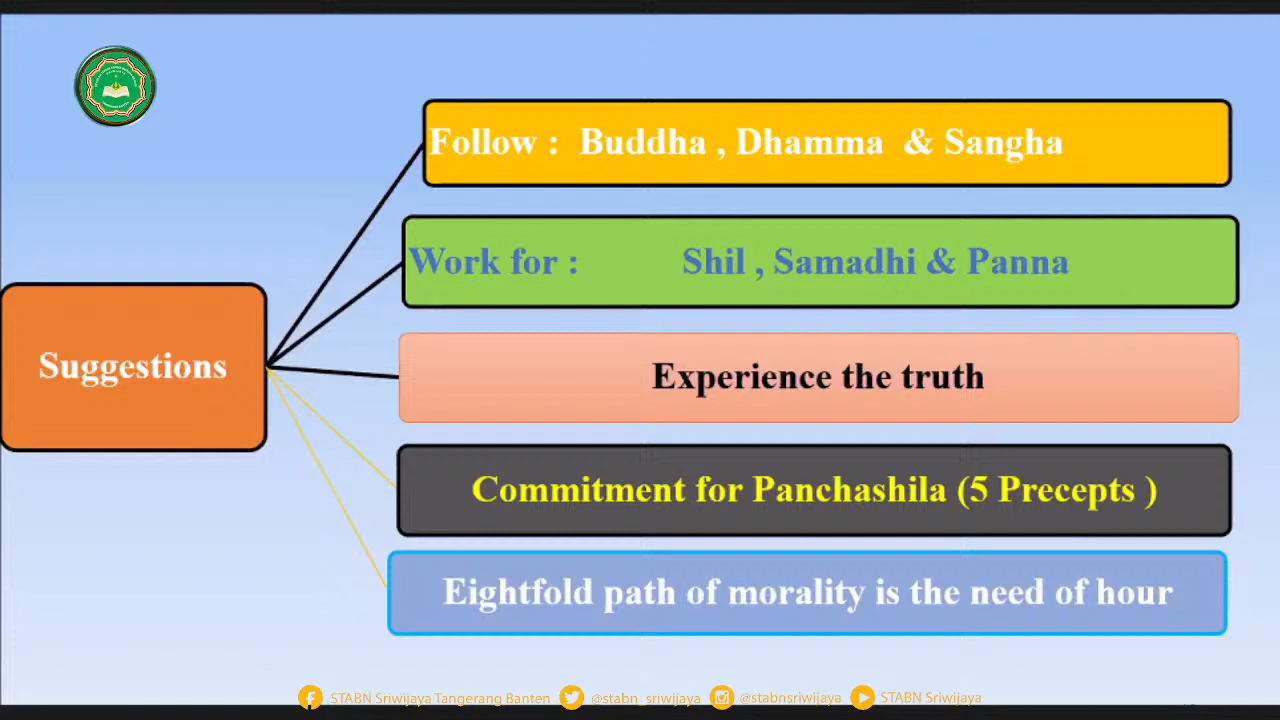 Follow : Buddha , Dhamma & Sangha
Work for : Shil , Samadhi & Panna
Suggestions
Experience the truth
Commitment for Panchashila (5 Precepts )
Eightfold path of morality is the need of hour
STABN Sriwijaya Tangerang Banten @stabn_sriwijaya @stabnsriwijaya STABN Sriwijaya